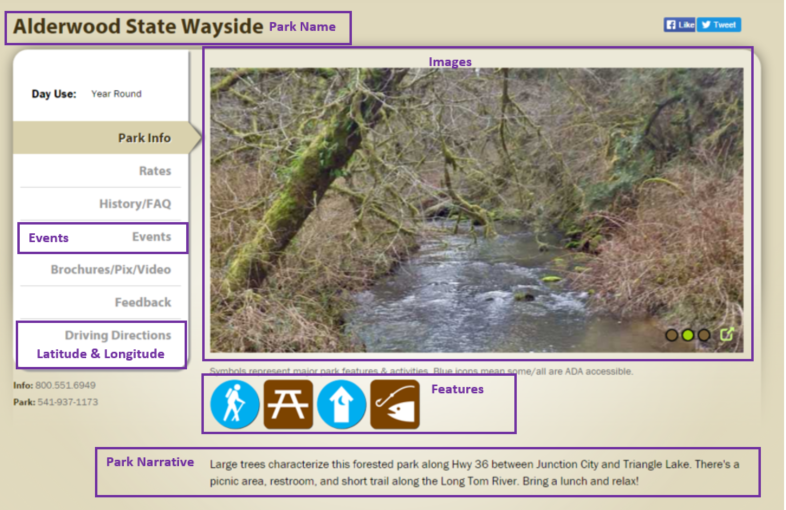 Alderwood State Wayside Park Name
Like Tweet
Images
Day Use: Year Round
Park Info
Rates
History/FAQ
Events Events
Brochures/Pix/Video
Feedback
Driving Directions
Latitude & Longitude
Info: 800.551.6949
Park: 541-937-1173
Symbols represent major park features & activities. Blue icons mean some/all are ADA accessible.
Features
Park Narrative
Large trees characterize this forested park along Hwy 36 between Junction City and Triangle Lake. There's a
picnic area, restroom, and short trail along the Long Tom River. Bring a lunch and relax!